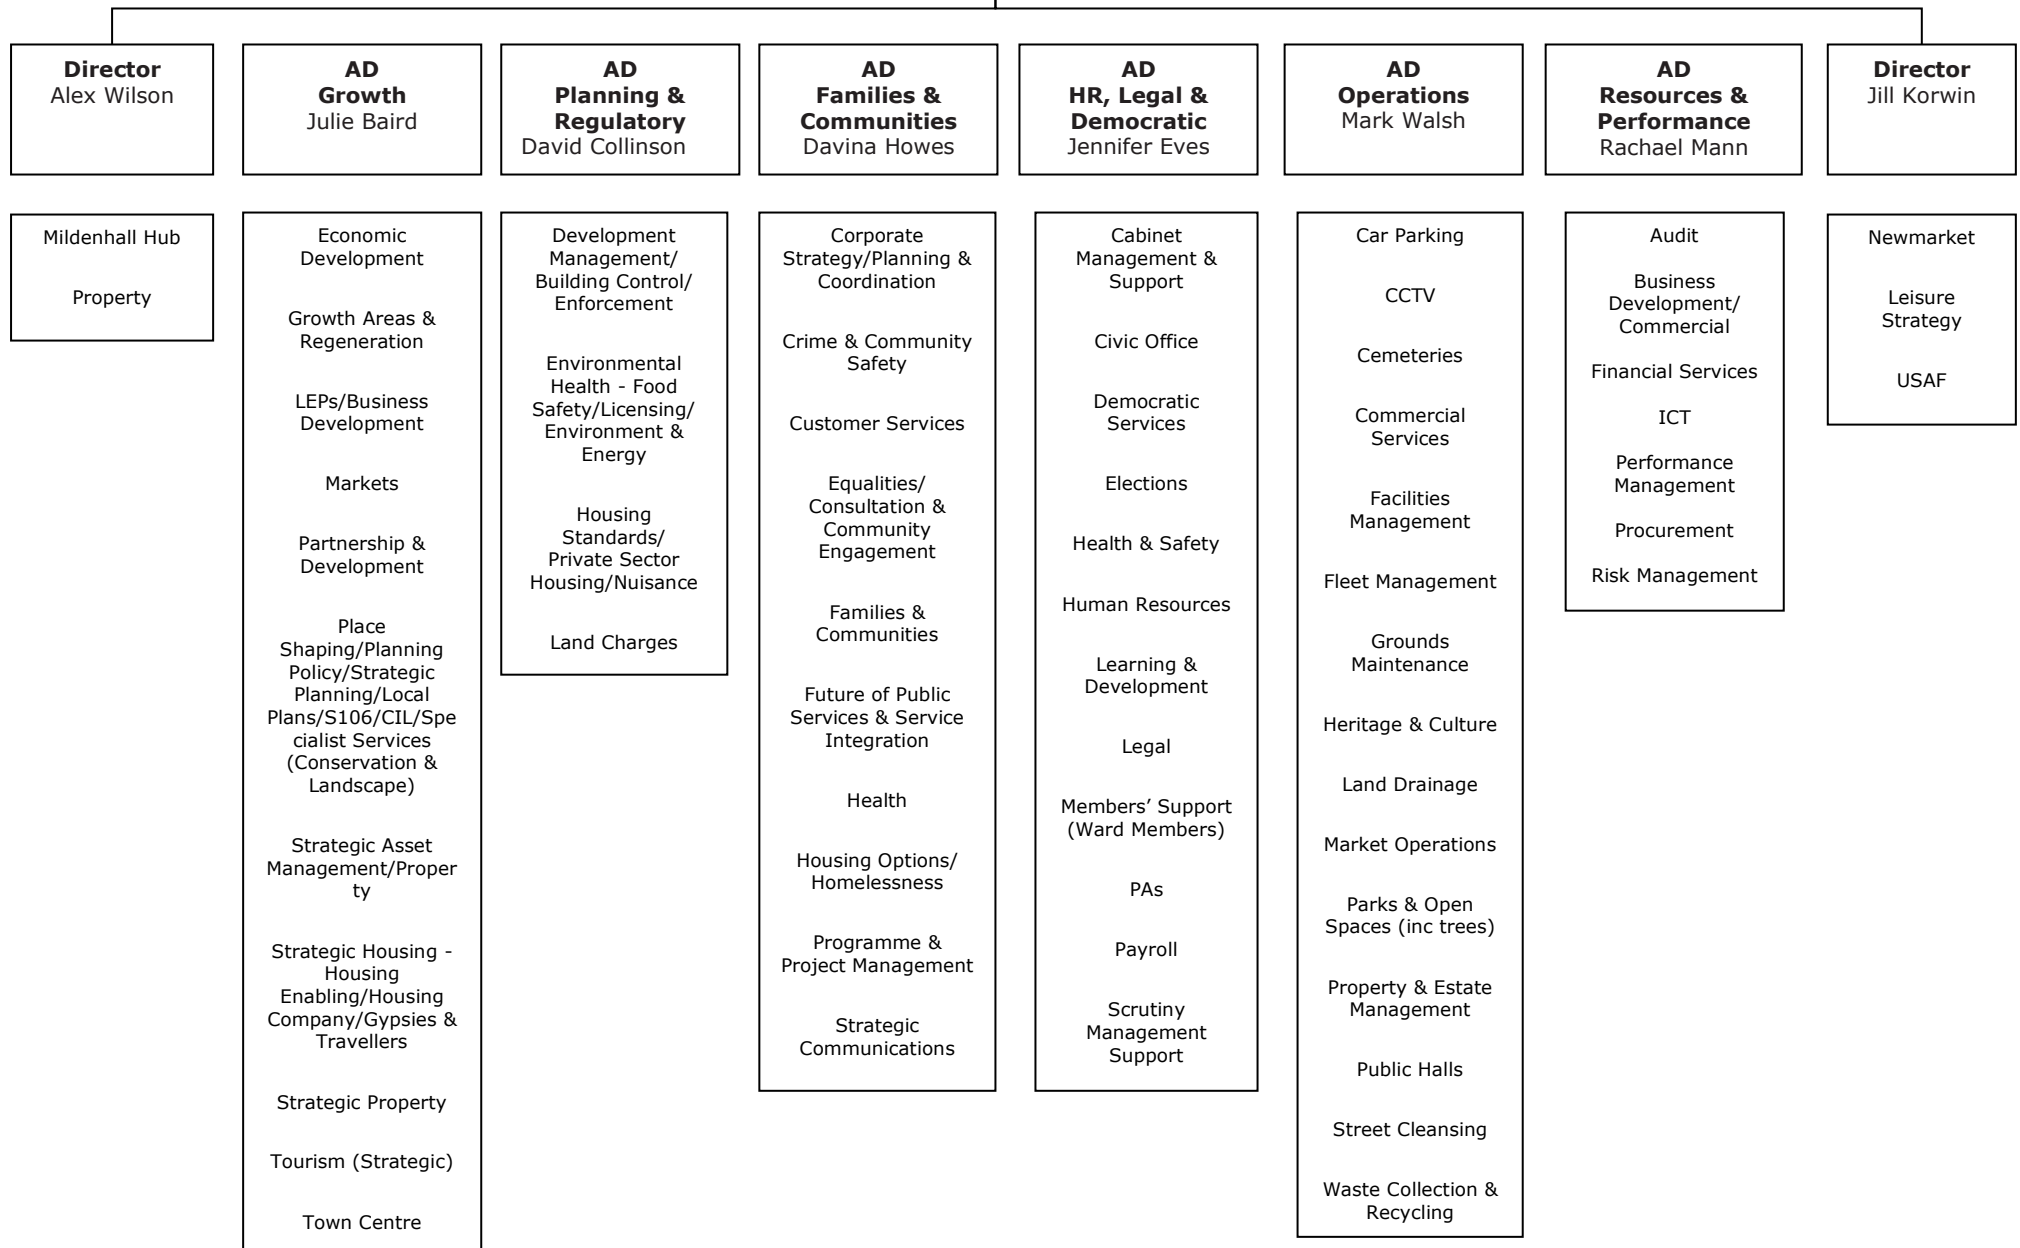 Director
Alex Wilson
AD
Growth
Julie Baird
AD
Planning &
Regulatory
David Collinson
AD
Families &
Communities
Davina Howes
AD
HR, Legal &
Democratic
Jennifer Eves
AD
Operations
Mark Walsh
AD
Resources &
Performance
Rachael Mann
Director
Jill Korwin
Mildenhall Hub
Property
Economic
Development
Growth Areas &
Regeneration
LEPs/Business
Development
Markets
Partnership &
Development
Place
Shaping/Planning
Policy/Strategic
Planning/Local
Plans/S106/CIL/Spe
cialist Services
(Conservation &
Landscape)
Strategic Asset
Management/Proper
ty
Strategic Housing -
Housing
Enabling/Housing
Company/Gypsies &
Travellers
Strategic Property
Tourism (Strategic)
Town Centre
Development
Management/
Building Control/
Enforcement
Environmental
Health - Food
Safety/Licensing/
Environment &
Energy
Housing
Standards/
Private Sector
Housing/Nuisance
Land Charges
Corporate
Strategy/Planning &
Coordination
Crime & Community
Safety
Customer Services
Equalities/
Consultation &
Community
Engagement
Families &
Communities
Future of Public
Services & Service
Integration
Health
Housing Options/
Homelessness
Programme &
Project Management
Strategic
Communications
Cabinet
Management &
Support
Civic Office
Democratic
Services
Elections
Health & Safety
Human Resources
Learning &
Development
Legal
Members’ Support
(Ward Members)
PAs
Payroll
Scrutiny
Management
Support
Car Parking
CCTV
Cemeteries
Commercial
Services
Facilities
Management
Fleet Management
Grounds
Maintenance
Heritage & Culture
Land Drainage
Market Operations
Parks & Open
Spaces (inc trees)
Property & Estate
Management
Public Halls
Street Cleansing
Waste Collection &
Recycling
Audit
Business
Development/
Commercial
Financial Services
ICT
Performance
Management
Procurement
Risk Management
Newmarket
Leisure
Strategy
USAF